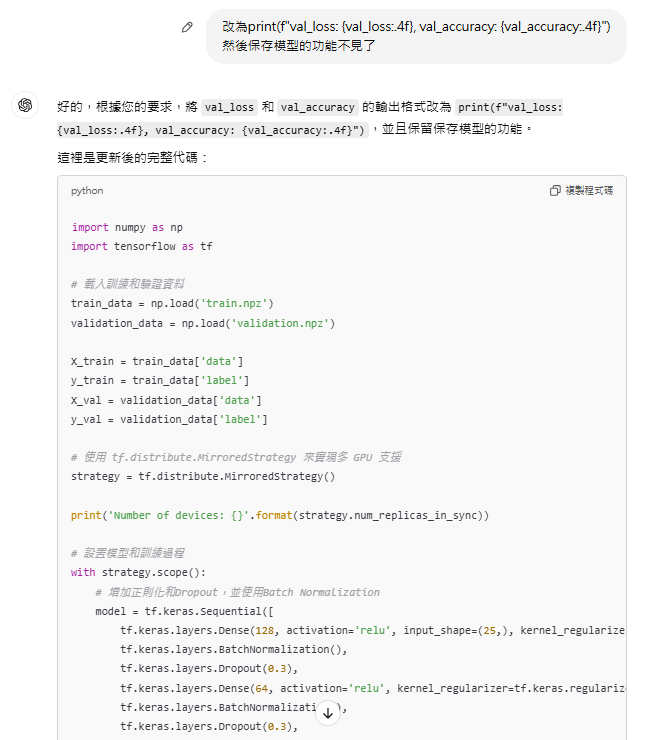 改為print(f"val_loss: {val_loss:.4f}, val_accuracy: {val_accuracy:.4f}")
然後保存模型的功能不見了
好的，根據您的要求，將 val_loss 和 val_accuracy 的輸出格式改為 print(f"val_loss:
{val_loss:.4f}, val_accuracy: {val_accuracy:.4f}") ，並且保留保存模型的功能。
這裡是更新後的完整代碼：
python
複製程式碼
import numpy as np
import tensorflow as tf
# 載入訓練和驗證資料
train_data = np.load('train.npz')
validation_data = np.load('validation.npz')
X_train = train_data['data']
y_train = train_data['label']
X_val = validation_data['data']
y_val = validation_data['label']
# 使用 tf.distribute.MirroredStrategy 來實現多 GPU 支援
strategy = tf.distribute.MirroredStrategy()
print('Number of devices: {}'.format(strategy.num_replicas_in_sync))
# 設置模型和訓練過程
with strategy.scope():
    # 增加正則化和Dropout，並使用Batch Normalization
    model = tf.keras.Sequential([
        tf.keras.layers.Dense(128, activation='relu', input_shape=(25,), kernel_regularizer
        tf.keras.layers.BatchNormalization(),
        tf.keras.layers.Dropout(0.3),
        tf.keras.layers.Dense(64, activation='relu', kernel_regularizer=tf.keras.regularize
        tf.keras.layers.BatchNormalizati ),
        tf.keras.layers.Dropout(0.3),